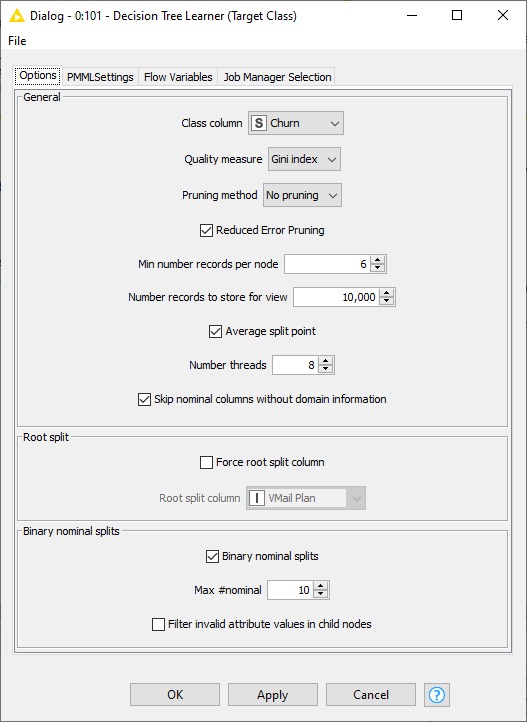 Dialog - 0:101 - Decision Tree Learner (Target Class)
File
Options PMMLSettings Flow Variables Job Manager Selection
General
Class column S Churn
Quality measure Gini index
Pruning method No pruning
Reduced Error Pruning
Min number records per node 6
Number records to store for view 10,000
Average split point
Number threads 8
Skip nominal columns without domain information
Root split
Force root split column
Root split column I VMail Plan
Binary nominal splits
Binary nominal splits
Max #nominal 10
Filter invalid attribute values in child nodes
OK Apply Cancel ?